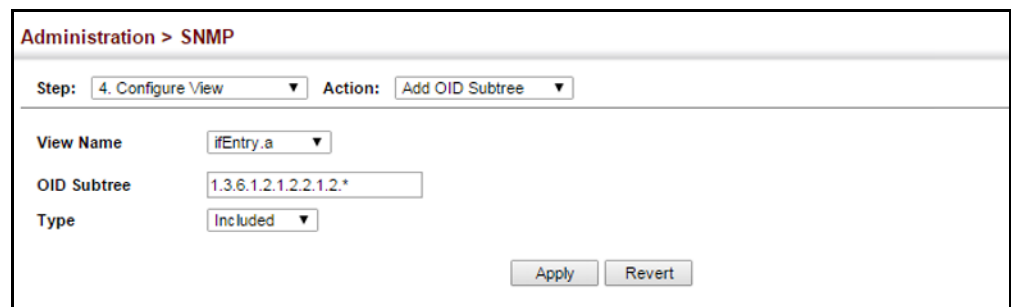 Administration > SNMP
Step: 4. Configure View Action: Add OID Subtree
View Name ifEntry.a
OID Subtree 1.3.6.1.2.1.2.2.1.2.*
Type Included
Apply Revert